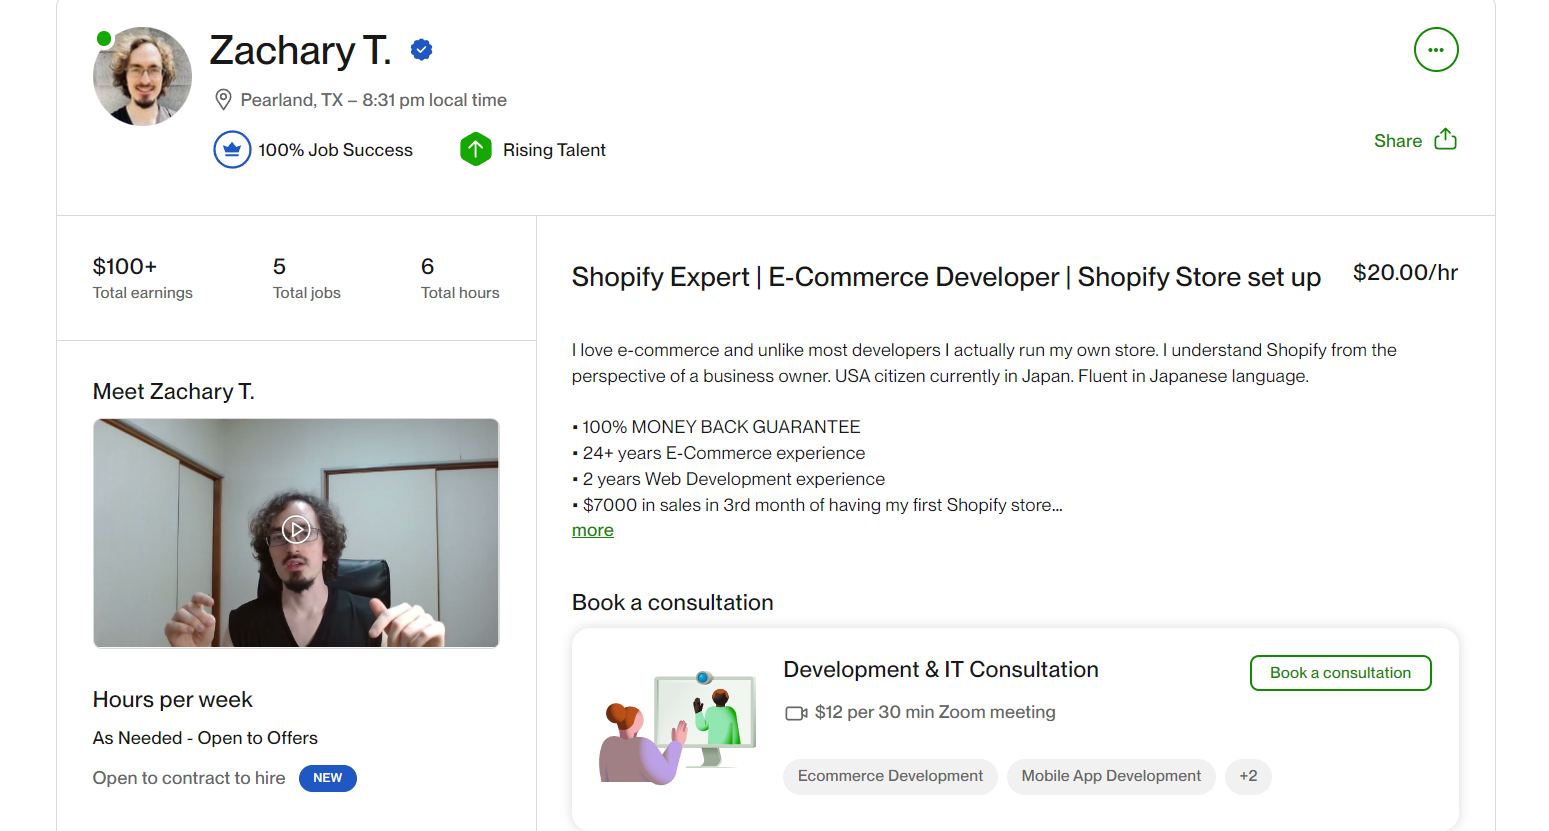 Zachary T.
Pearland, TX – 8:31 pm local time
100% Job Success
Rising Talent
Share
$100+
Total earnings
5
Total jobs
6
Total hours
Meet Zachary T.
Hours per week
As Needed - Open to Offers
Open to contract to hire NEW
Shopify Expert | E-Commerce Developer | Shopify Store set up
$20.00/hr
I love e-commerce and unlike most developers I actually run my own store. I understand Shopify from the
perspective of a business owner. USA citizen currently in Japan. Fluent in Japanese language.
▪ 100% MONEY BACK GUARANTEE
▪ 24+ years E-Commerce experience
▪ 2 years Web Development experience
▪ $7000 in sales in 3rd month of having my first Shopify store...
more
Book a consultation
Development & IT Consultation
Book a consultation
$12 per 30 min Zoom meeting
Ecommerce Development
Mobile App Development
+2